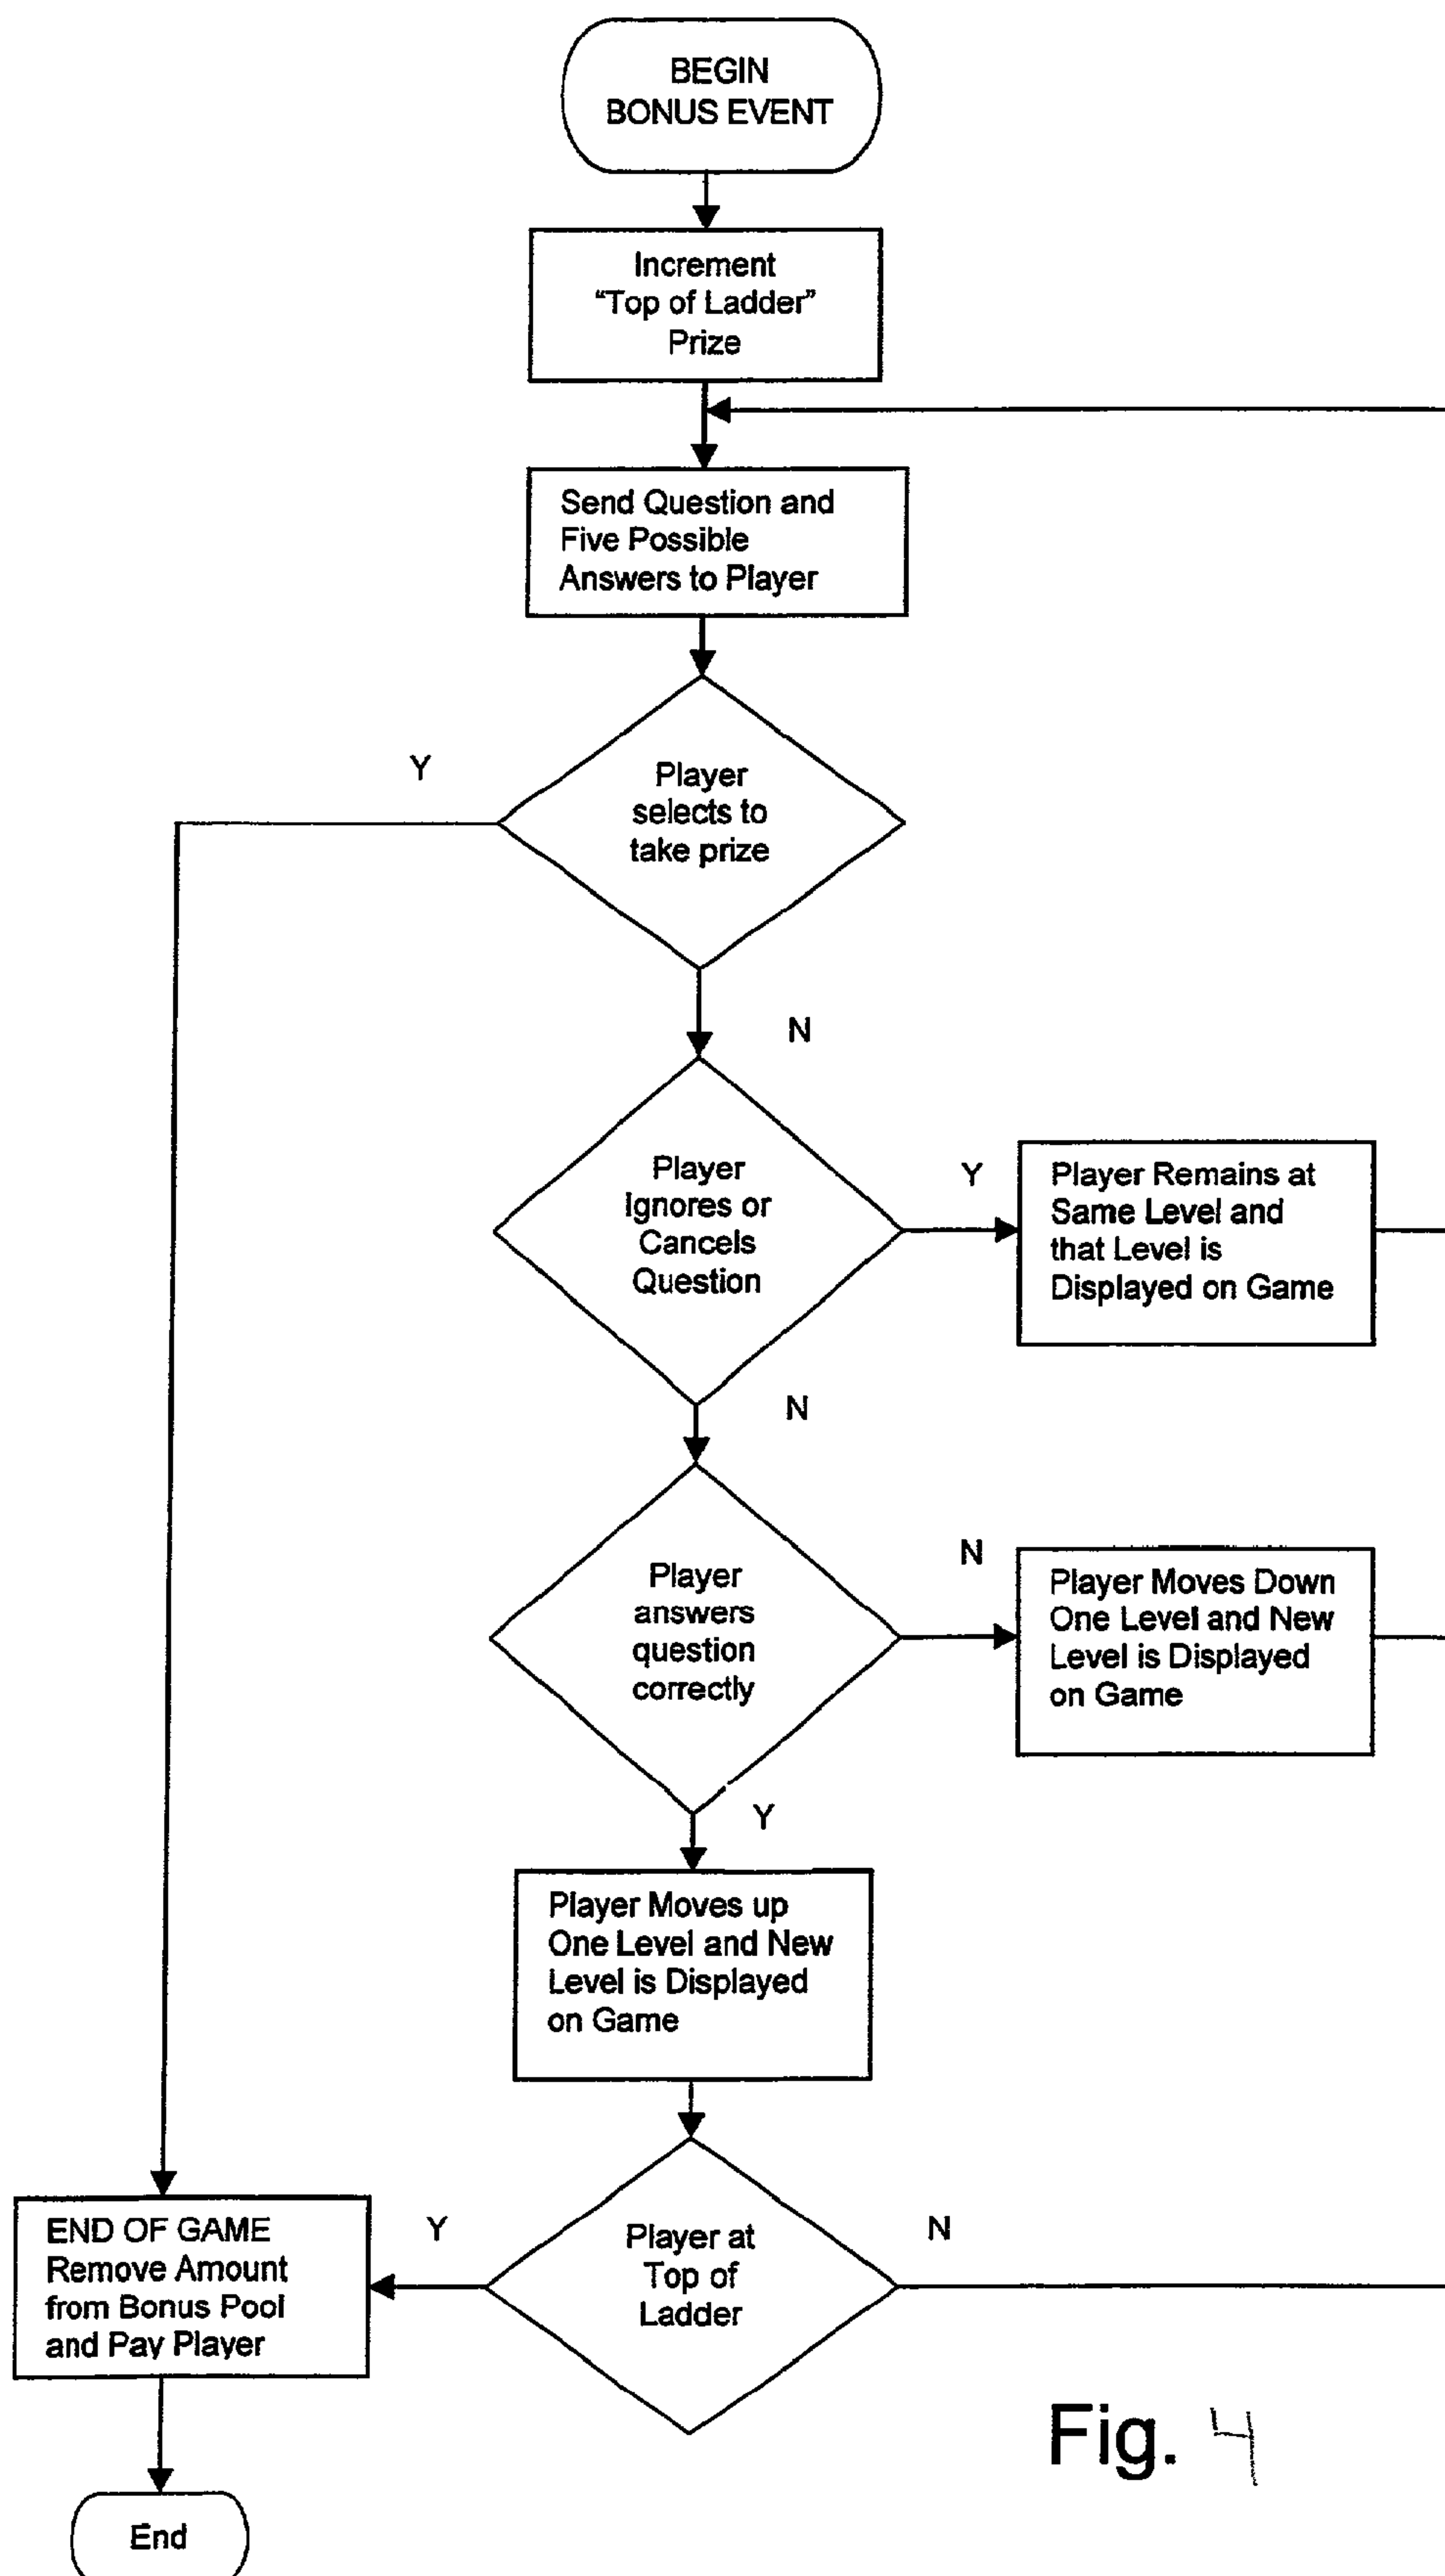 BEGIN
BONUS EVENT
Increment
“Top of Ladder”
Prize
Send Question and
Five Possible
Answers to Player
Y
Player
selects to
take prize
N
Player
Ignores or
Cancels
Question
Y
Player Remains at
Same Level and
that Level is
Displayed on Game
N
Player
answers
question
correctly
N
Player Moves Down
One Level and New
Level is Displayed
on Game
Y
Player Moves up
One Level and New
Level is Displayed
on Game
END OF GAME
Remove Amount
from Bonus Pool
and Pay Player
Y
Player at
Top of
Ladder
N
End
Fig. 4